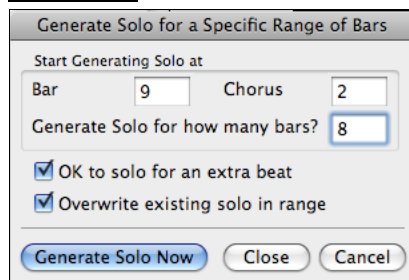 Generate Solo for a Specific Range of Bars
Start Generating Solo at
Bar 9 Chorus 2
Generate Solo for how many bars? 8
OK to solo for an extra beat
Overwrite existing solo in range
Generate Solo Now Close Cancel